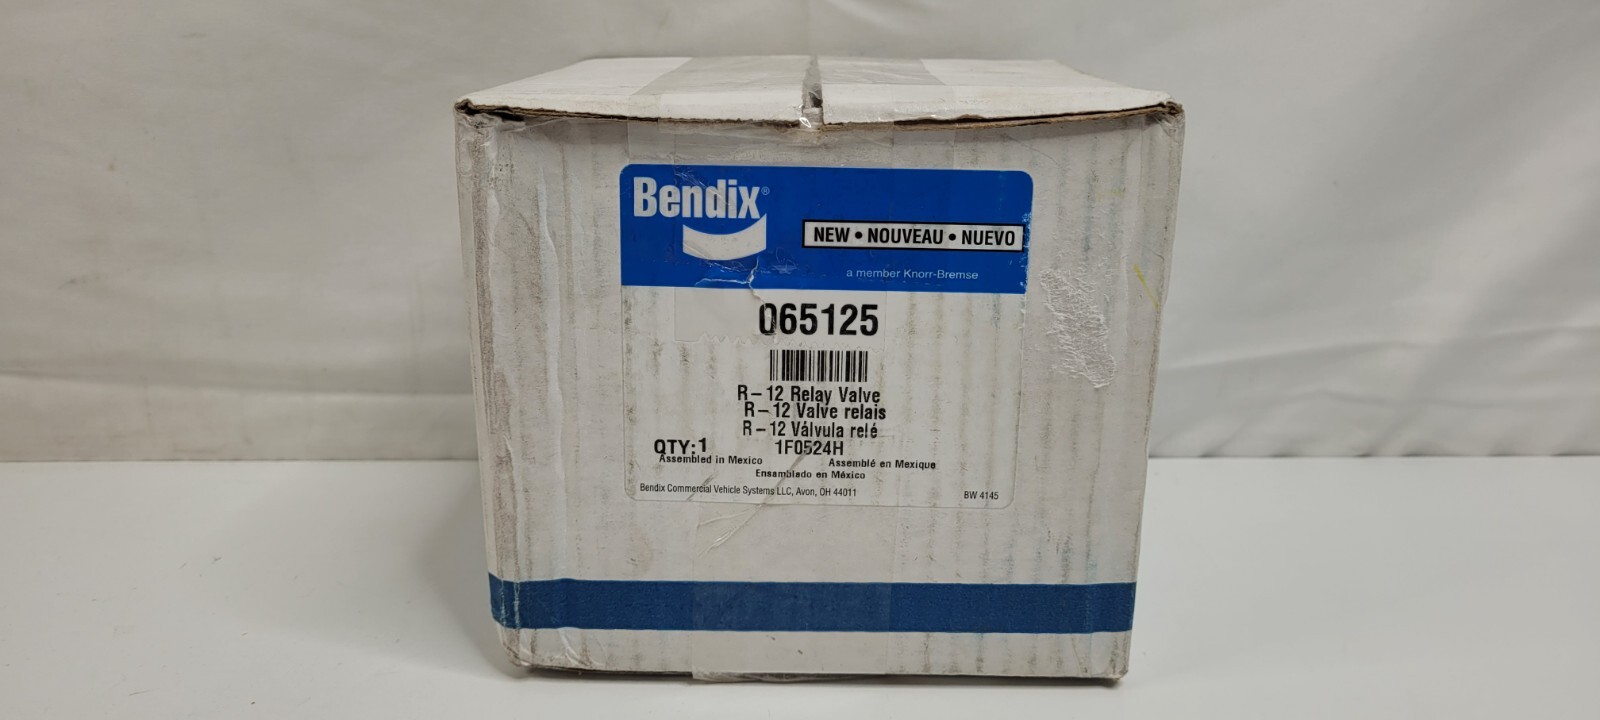 Bendix®
NEW • NOUVEAU • NUEVO
a member Knorr-Bremse
065125
R-12 Relay Valve
R-12 Valve relais
R-12 Válvula relé
QTY:1 1F0524H
Assembled in Mexico Assemblé en Mexique
Ensamblado en México
Bendix Commercial Vehicle Systems LLC, Avon, OH 44011 BW 4145